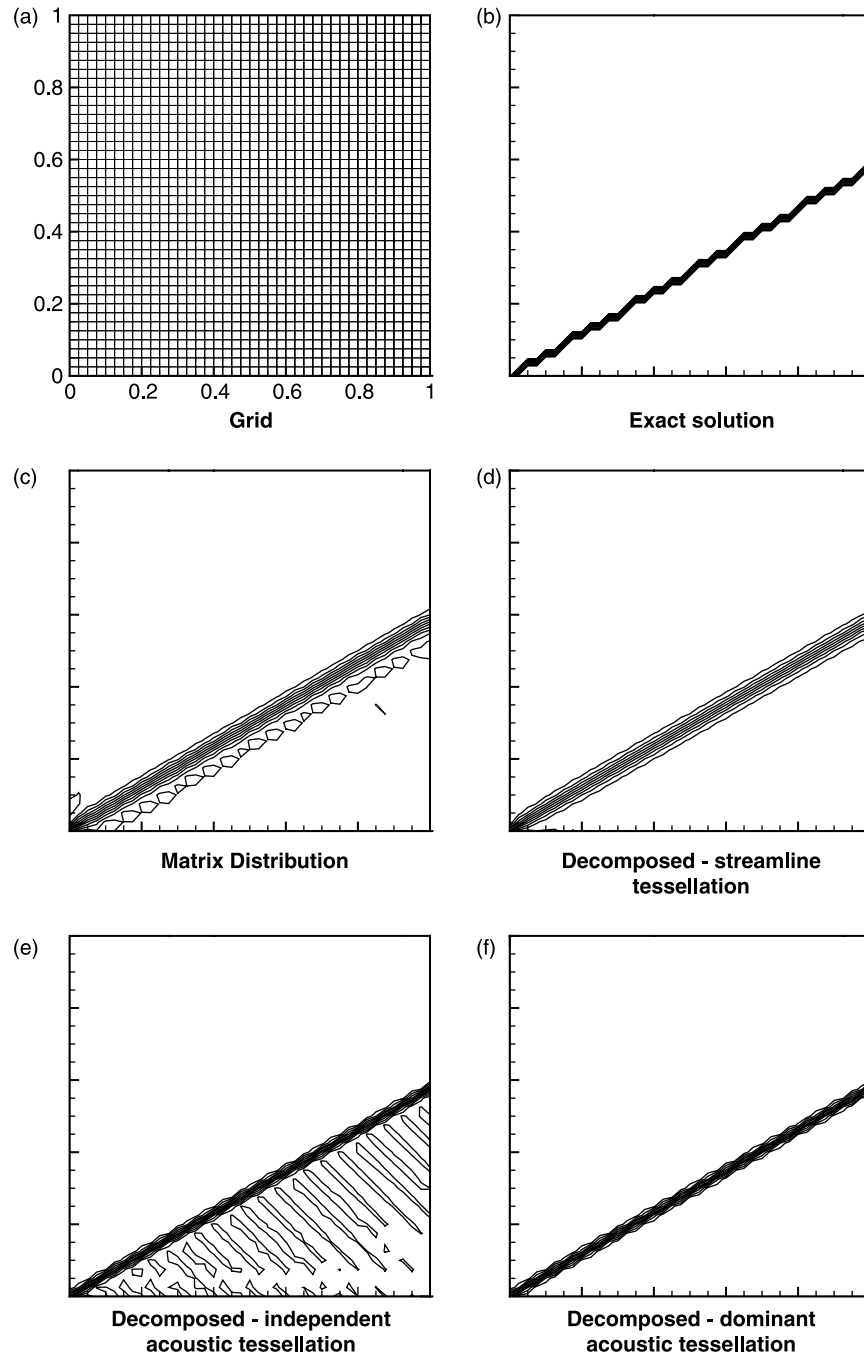 (a)
1
0.8
0.6
0.4
0.2
0
0 0.2 0.4 0.6 0.8 1
Grid
(b)
Exact solution
(c)
Matrix Distribution
(d)
Decomposed - streamline
tessellation
(e)
Decomposed - independent
acoustic tessellation
(f)
Decomposed - dominant
acoustic tessellation